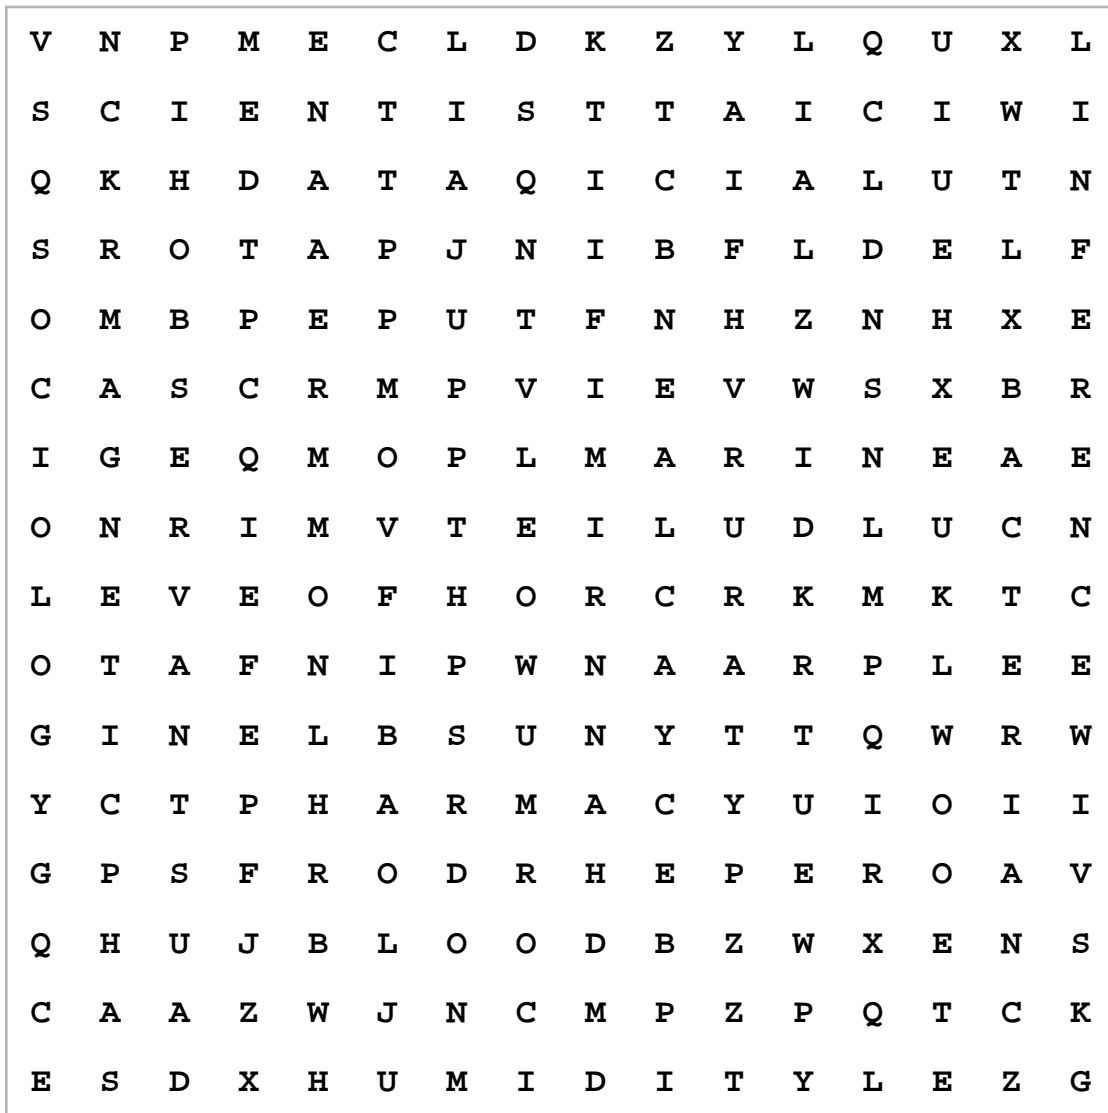 V N P M E C L D K Z Y L Q U X L
S C I E N T I S T T A I C I W I
Q K H D A T A Q I C I A L U T N
S R O T A P J N I B F L D E L F
O M B P E P U T F N H Z N H X E
C A S C R M P V I E V W S X B R
I G E Q M O P L M A R I N E A E
O N R I M V T E I L U D L U C N
L E V E O F H O R C R K M K T C
O T A F N I P W N A A R P L E E
G I N E L B S U N Y T T Q W R W
Y C T P H A R M A C Y U I O I I
G P S F R O D R H E P E R O A V
Q H U J B L O O D B Z W X E N S
C A A Z W J N C M P Z P Q T C K
E S D X H U M I D I T Y L E Z G